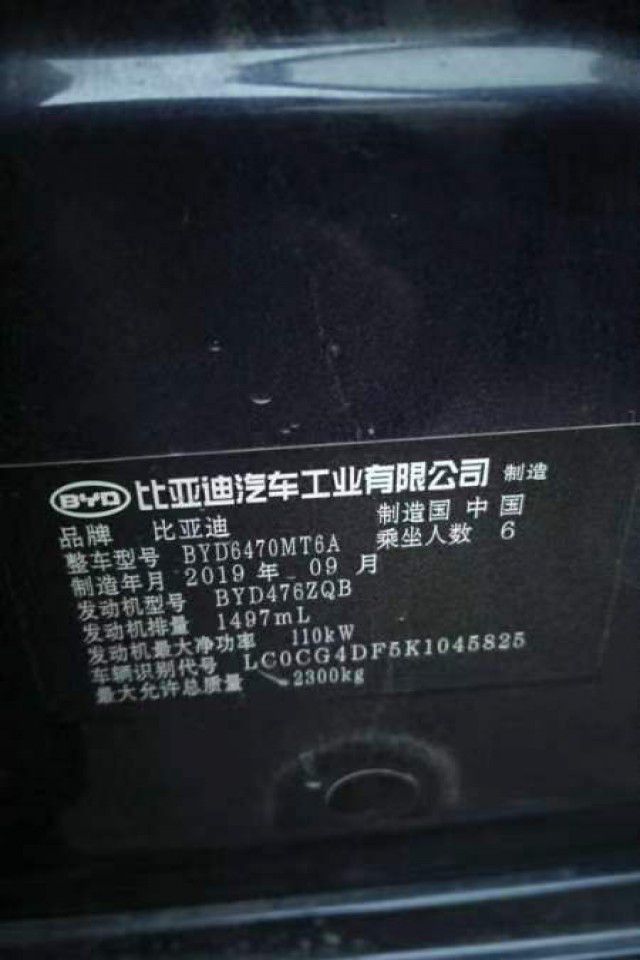 BYD 比亚迪汽车工业有限公司 制造
品牌 比亚迪 制造国 中国
整车型号 BYD6470MT6A 乘坐人数 6
制造年月 2019 年 09 月
发动机型号 BYD476ZQB
发动机排量 1497mL
发动机最大净功率 110kW
车辆识别代号 LC0CG4DF5K1045825
最大允许总质量 2300kg